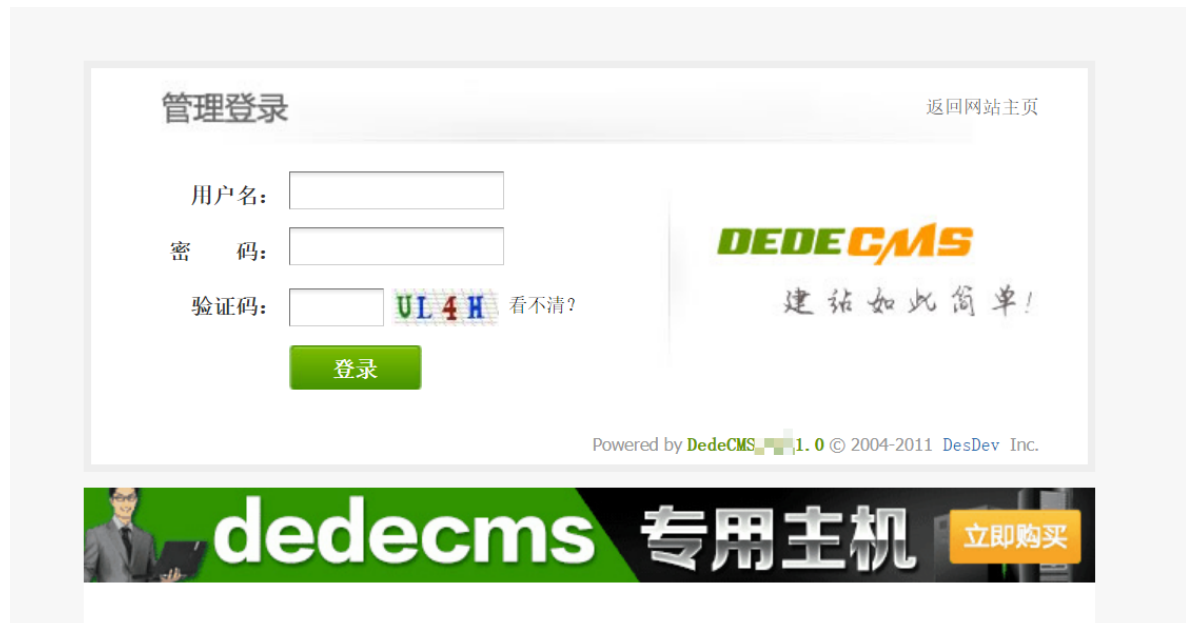 管理登录
返回网站主页
用户名：
密 码：
验证码： UL4H 看不清？
登录
DEDECMS
建站如此简单！
Powered by DedeCMS 1.0 © 2004-2011 DesDev Inc.
dedecms 专用主机 立即购买